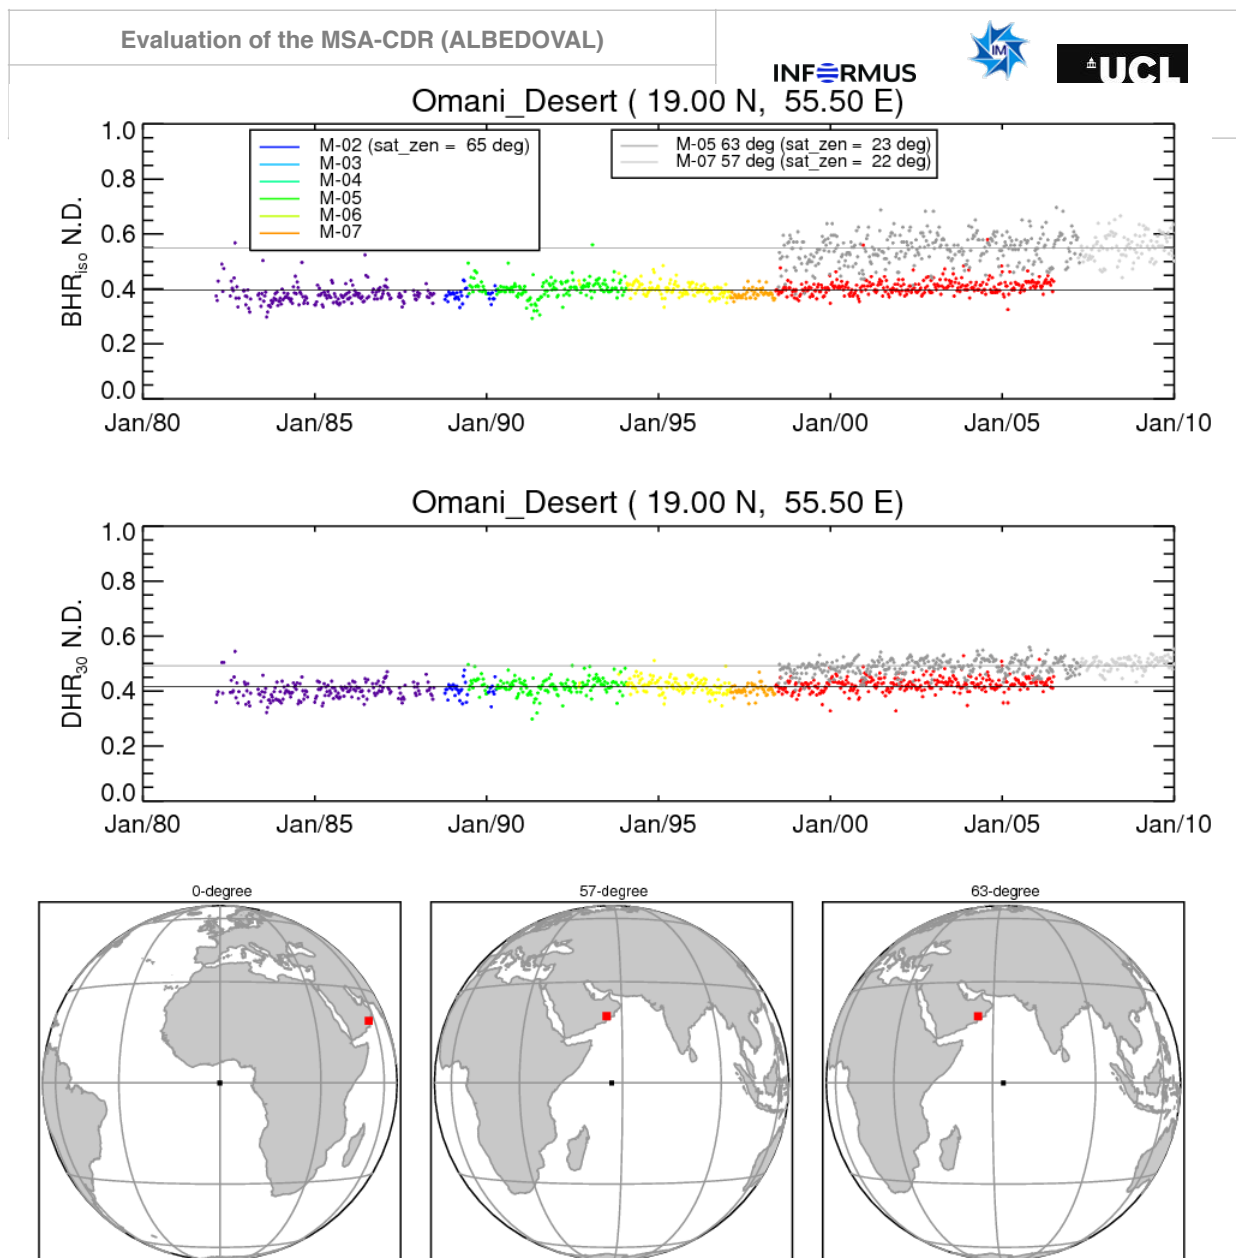 Evaluation of the MSA-CDR (ALBEDOVAL)
INFORMUS
IM
UCL
Omani_Desert ( 19.00 N, 55.50 E)
BHRiso N.D.
1.0
0.8
0.6
0.4
0.2
0.0
M-02 (sat_zen = 65 deg)
M-03
M-04
M-05
M-06
M-07
M-05 63 deg (sat_zen = 23 deg)
M-07 57 deg (sat_zen = 22 deg)
Jan/80 Jan/85 Jan/90 Jan/95 Jan/00 Jan/05 Jan/10
Omani_Desert ( 19.00 N, 55.50 E)
DHR30 N.D.
1.0
0.8
0.6
0.4
0.2
0.0
Jan/80 Jan/85 Jan/90 Jan/95 Jan/00 Jan/05 Jan/10
0-degree 57-degree 63-degree